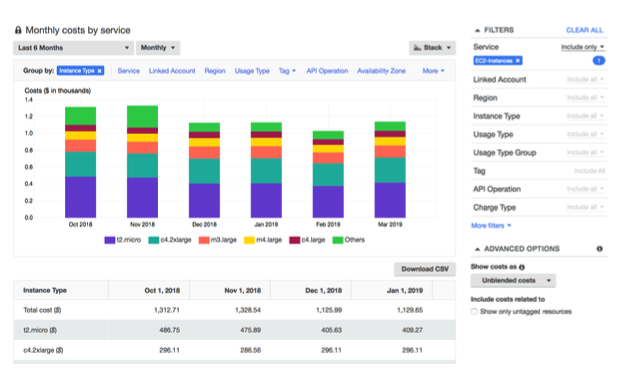 Monthly costs by service
Last 6 Months
Monthly
Stack
Group by: Instance Type × Service Linked Account Region Usage Type Tag API Operation Availability Zone More
Costs ($ in thousands)
1.4
1.2
1.0
0.8
0.6
0.4
0.2
0.0
Oct 2018 Nov 2018 Dec 2018 Jan 2019 Feb 2019 Mar 2019
t2.micro c4.2xlarge m3.large m4.large c4.large Others
Download CSV
Instance Type Oct 1, 2018 Nov 1, 2018 Dec 1, 2018 Jan 1, 2019
Total cost ($) 1,312.71 1,328.54 1,125.99 1,129.65
t2.micro ($) 486.75 475.89 405.63 409.27
c4.2xlarge ($) 296.11 286.56 296.11 296.11
FILTERS CLEAR ALL
Service Include only
EC2-Instances × 1
Linked Account Include all
Region Include all
Instance Type Include all
Usage Type Include all
Usage Type Group Include all
Tag Include All
API Operation Include all
Charge Type Include all
More filters
ADVANCED OPTIONS
Show costs as
Unblended costs
Include costs related to
Show only untagged resources